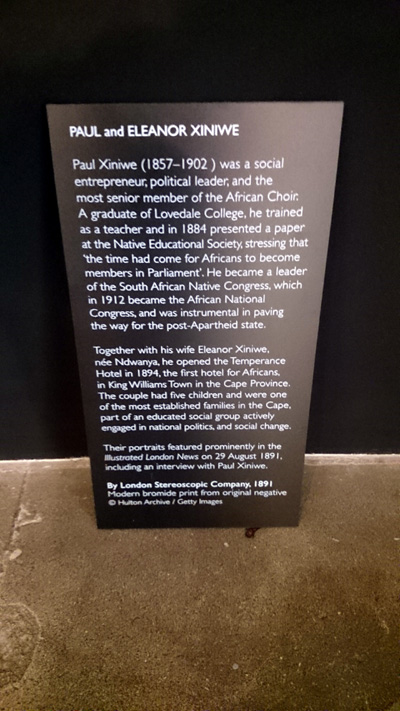 PAUL and ELEANOR XINIWE
Paul Xiniwe (1857–1902 ) was a social
entrepreneur, political leader, and the
most senior member of the African Choir.
A graduate of Lovedale College, he trained
as a teacher and in 1884 presented a paper
at the Native Educational Society, stressing that
'the time had come for Africans to become
members in Parliament'. He became a leader
of the South African Native Congress, which
in 1912 became the African National
Congress, and was instrumental in paving
the way for the post-Apartheid state.
Together with his wife Eleanor Xiniwe,
née Ndwanya, he opened the Temperance
Hotel in 1894, the first hotel for Africans,
in King Williams Town in the Cape Province.
The couple had five children and were one
of the most established families in the Cape,
part of an educated social group actively
engaged in national politics, and social change.
Their portraits featured prominently in the
Illustrated London News on 29 August 1891,
including an interview with Paul Xiniwe.
By London Stereoscopic Company, 1891
Modern bromide print from original negative
© Hulton Archive / Getty Images